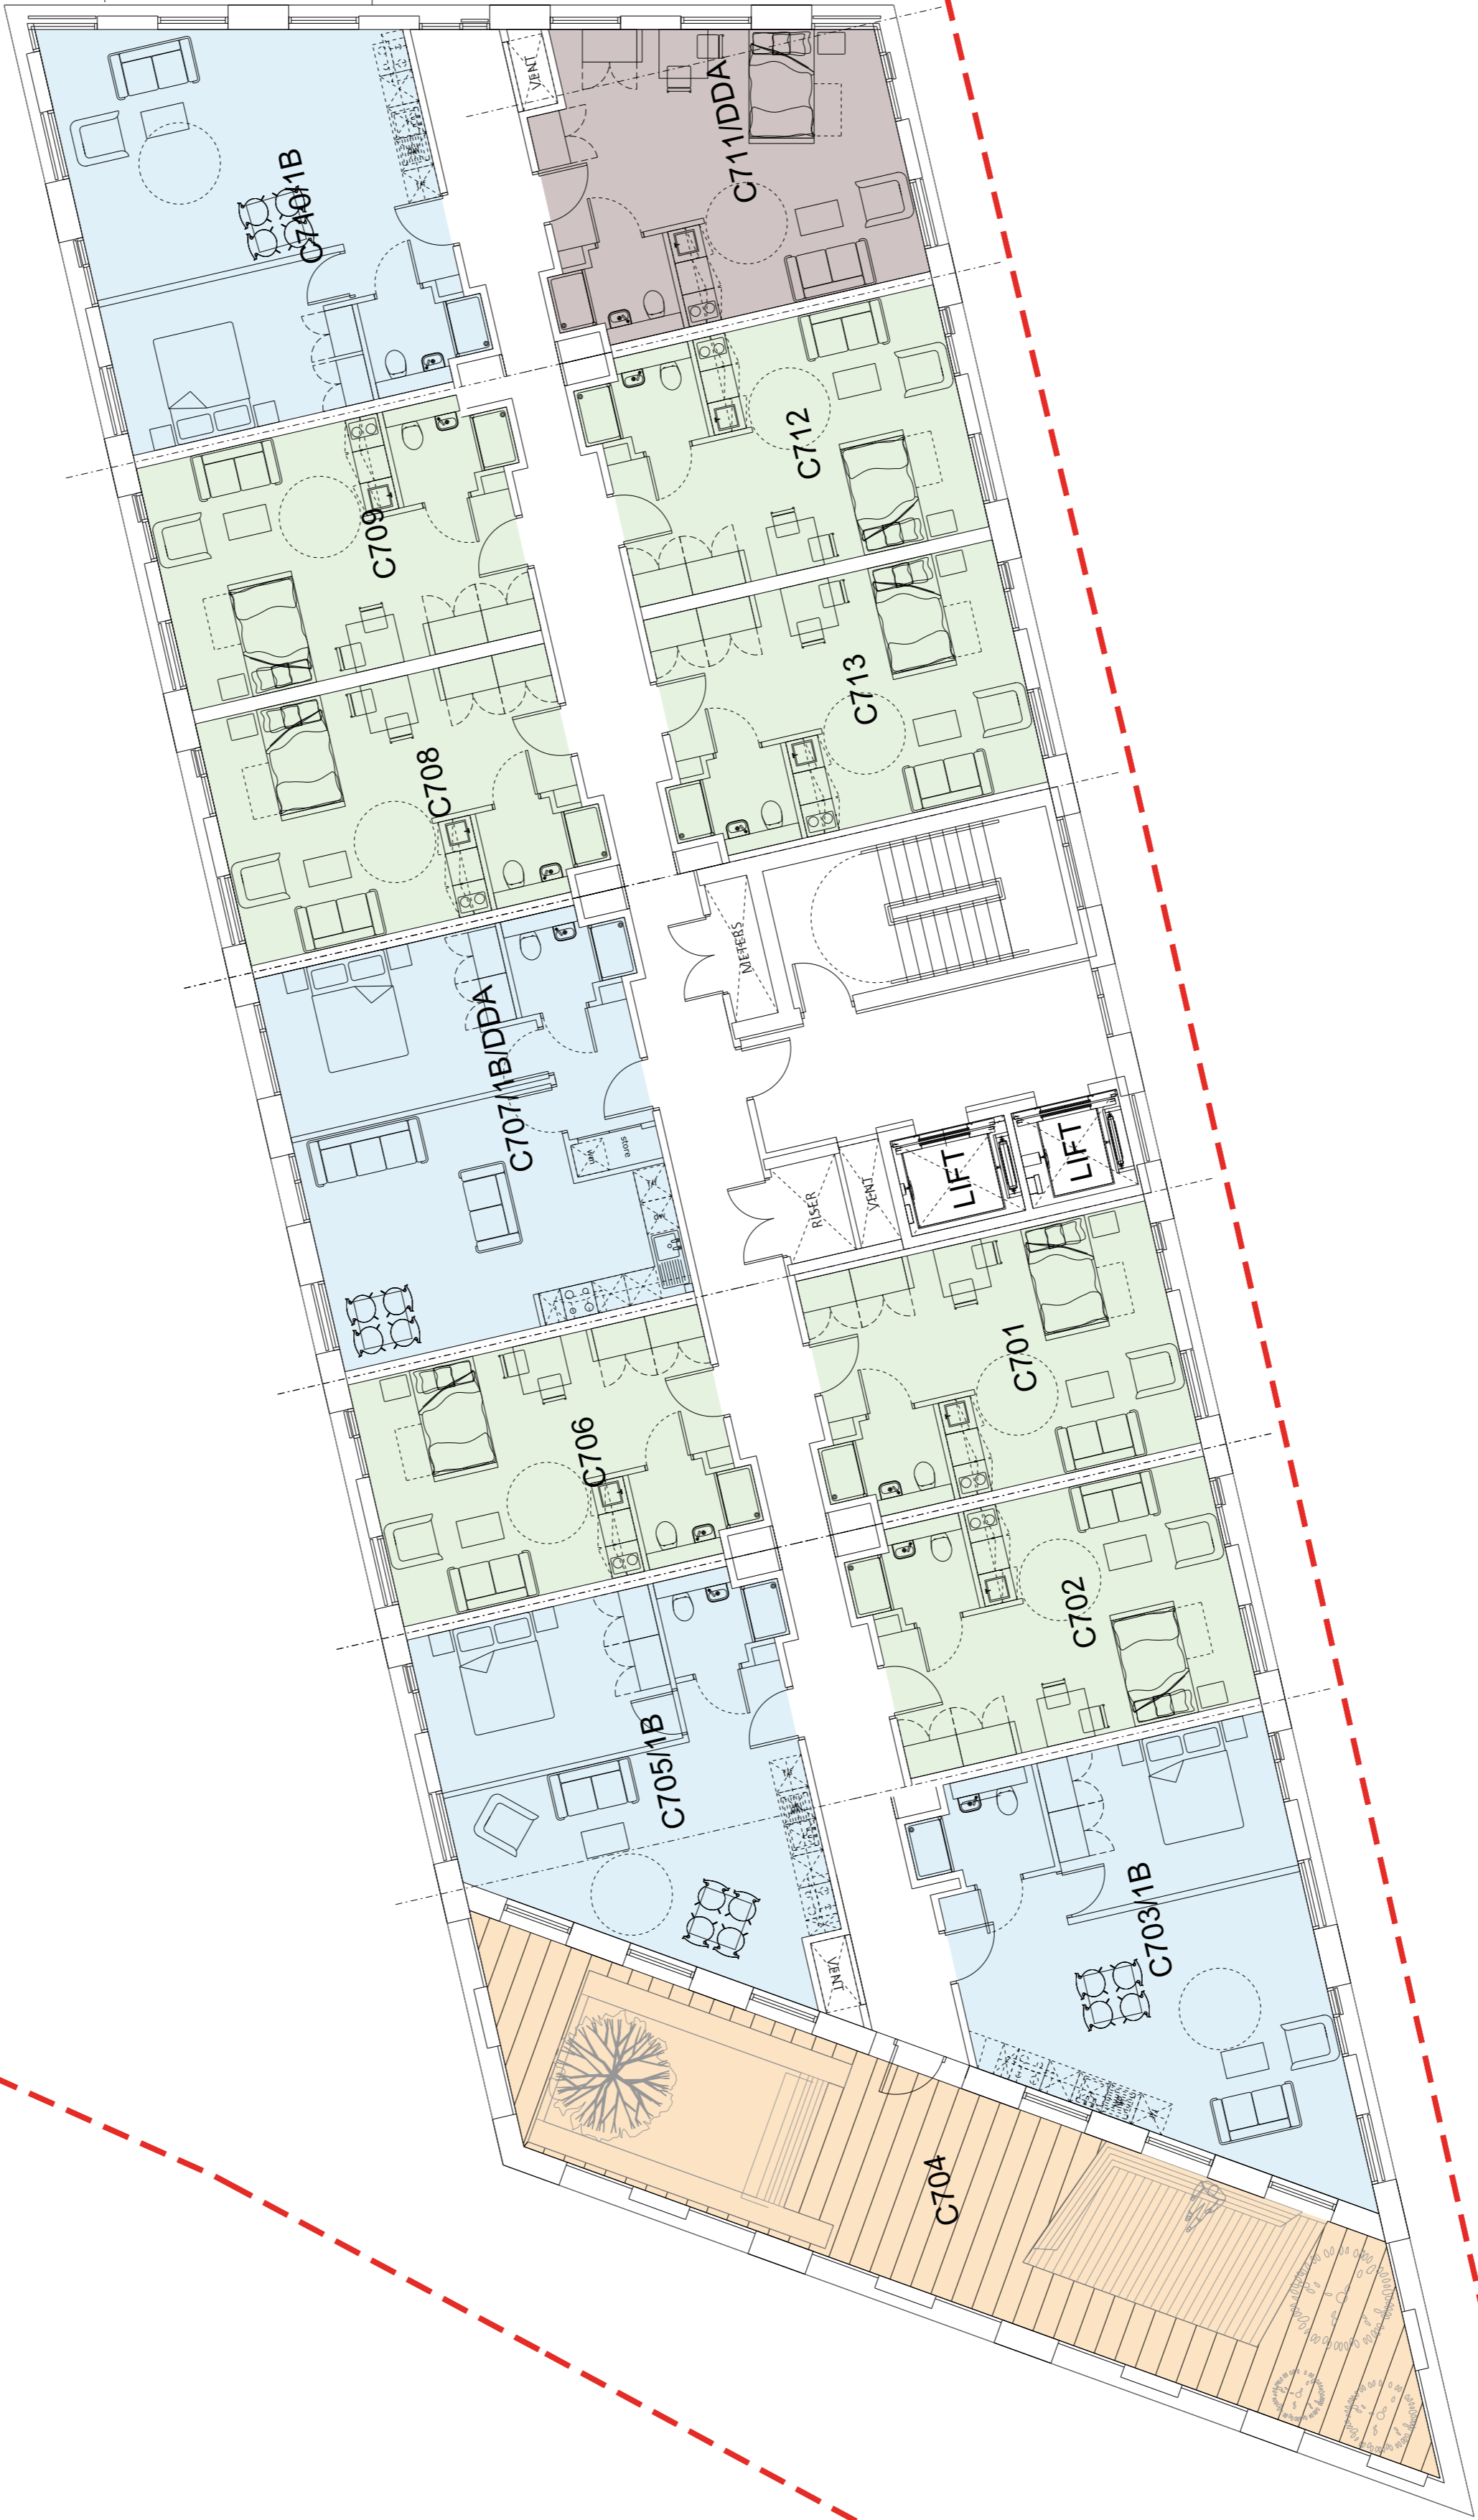 VENT
C711/DDA
C710/1B
C712
C709
C713
C708
METERS
C707/1B/DDA
wm
store
LIFT
LIFT
RISER
VENT
C701
C706
C702
C705/1B
C703/1B
VENT
C704